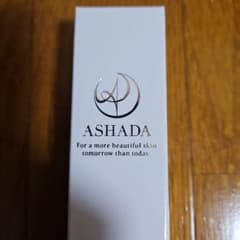 ASHADA
For a more beautiful skin
tomorrow than today